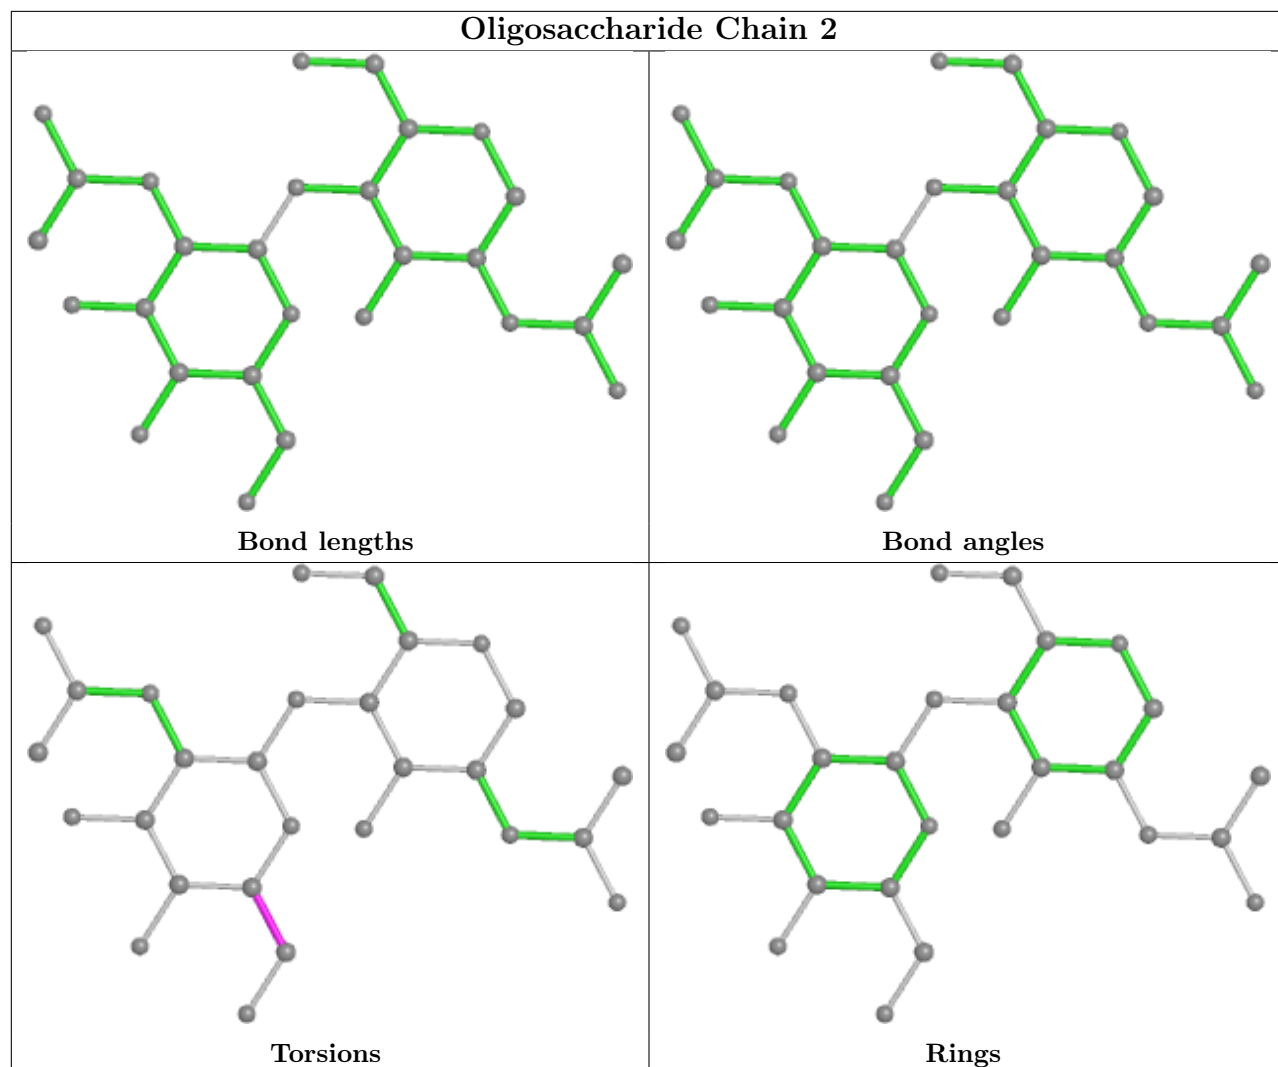 Oligosaccharide Chain 2
Bond lengths
Bond angles
Torsions
Rings